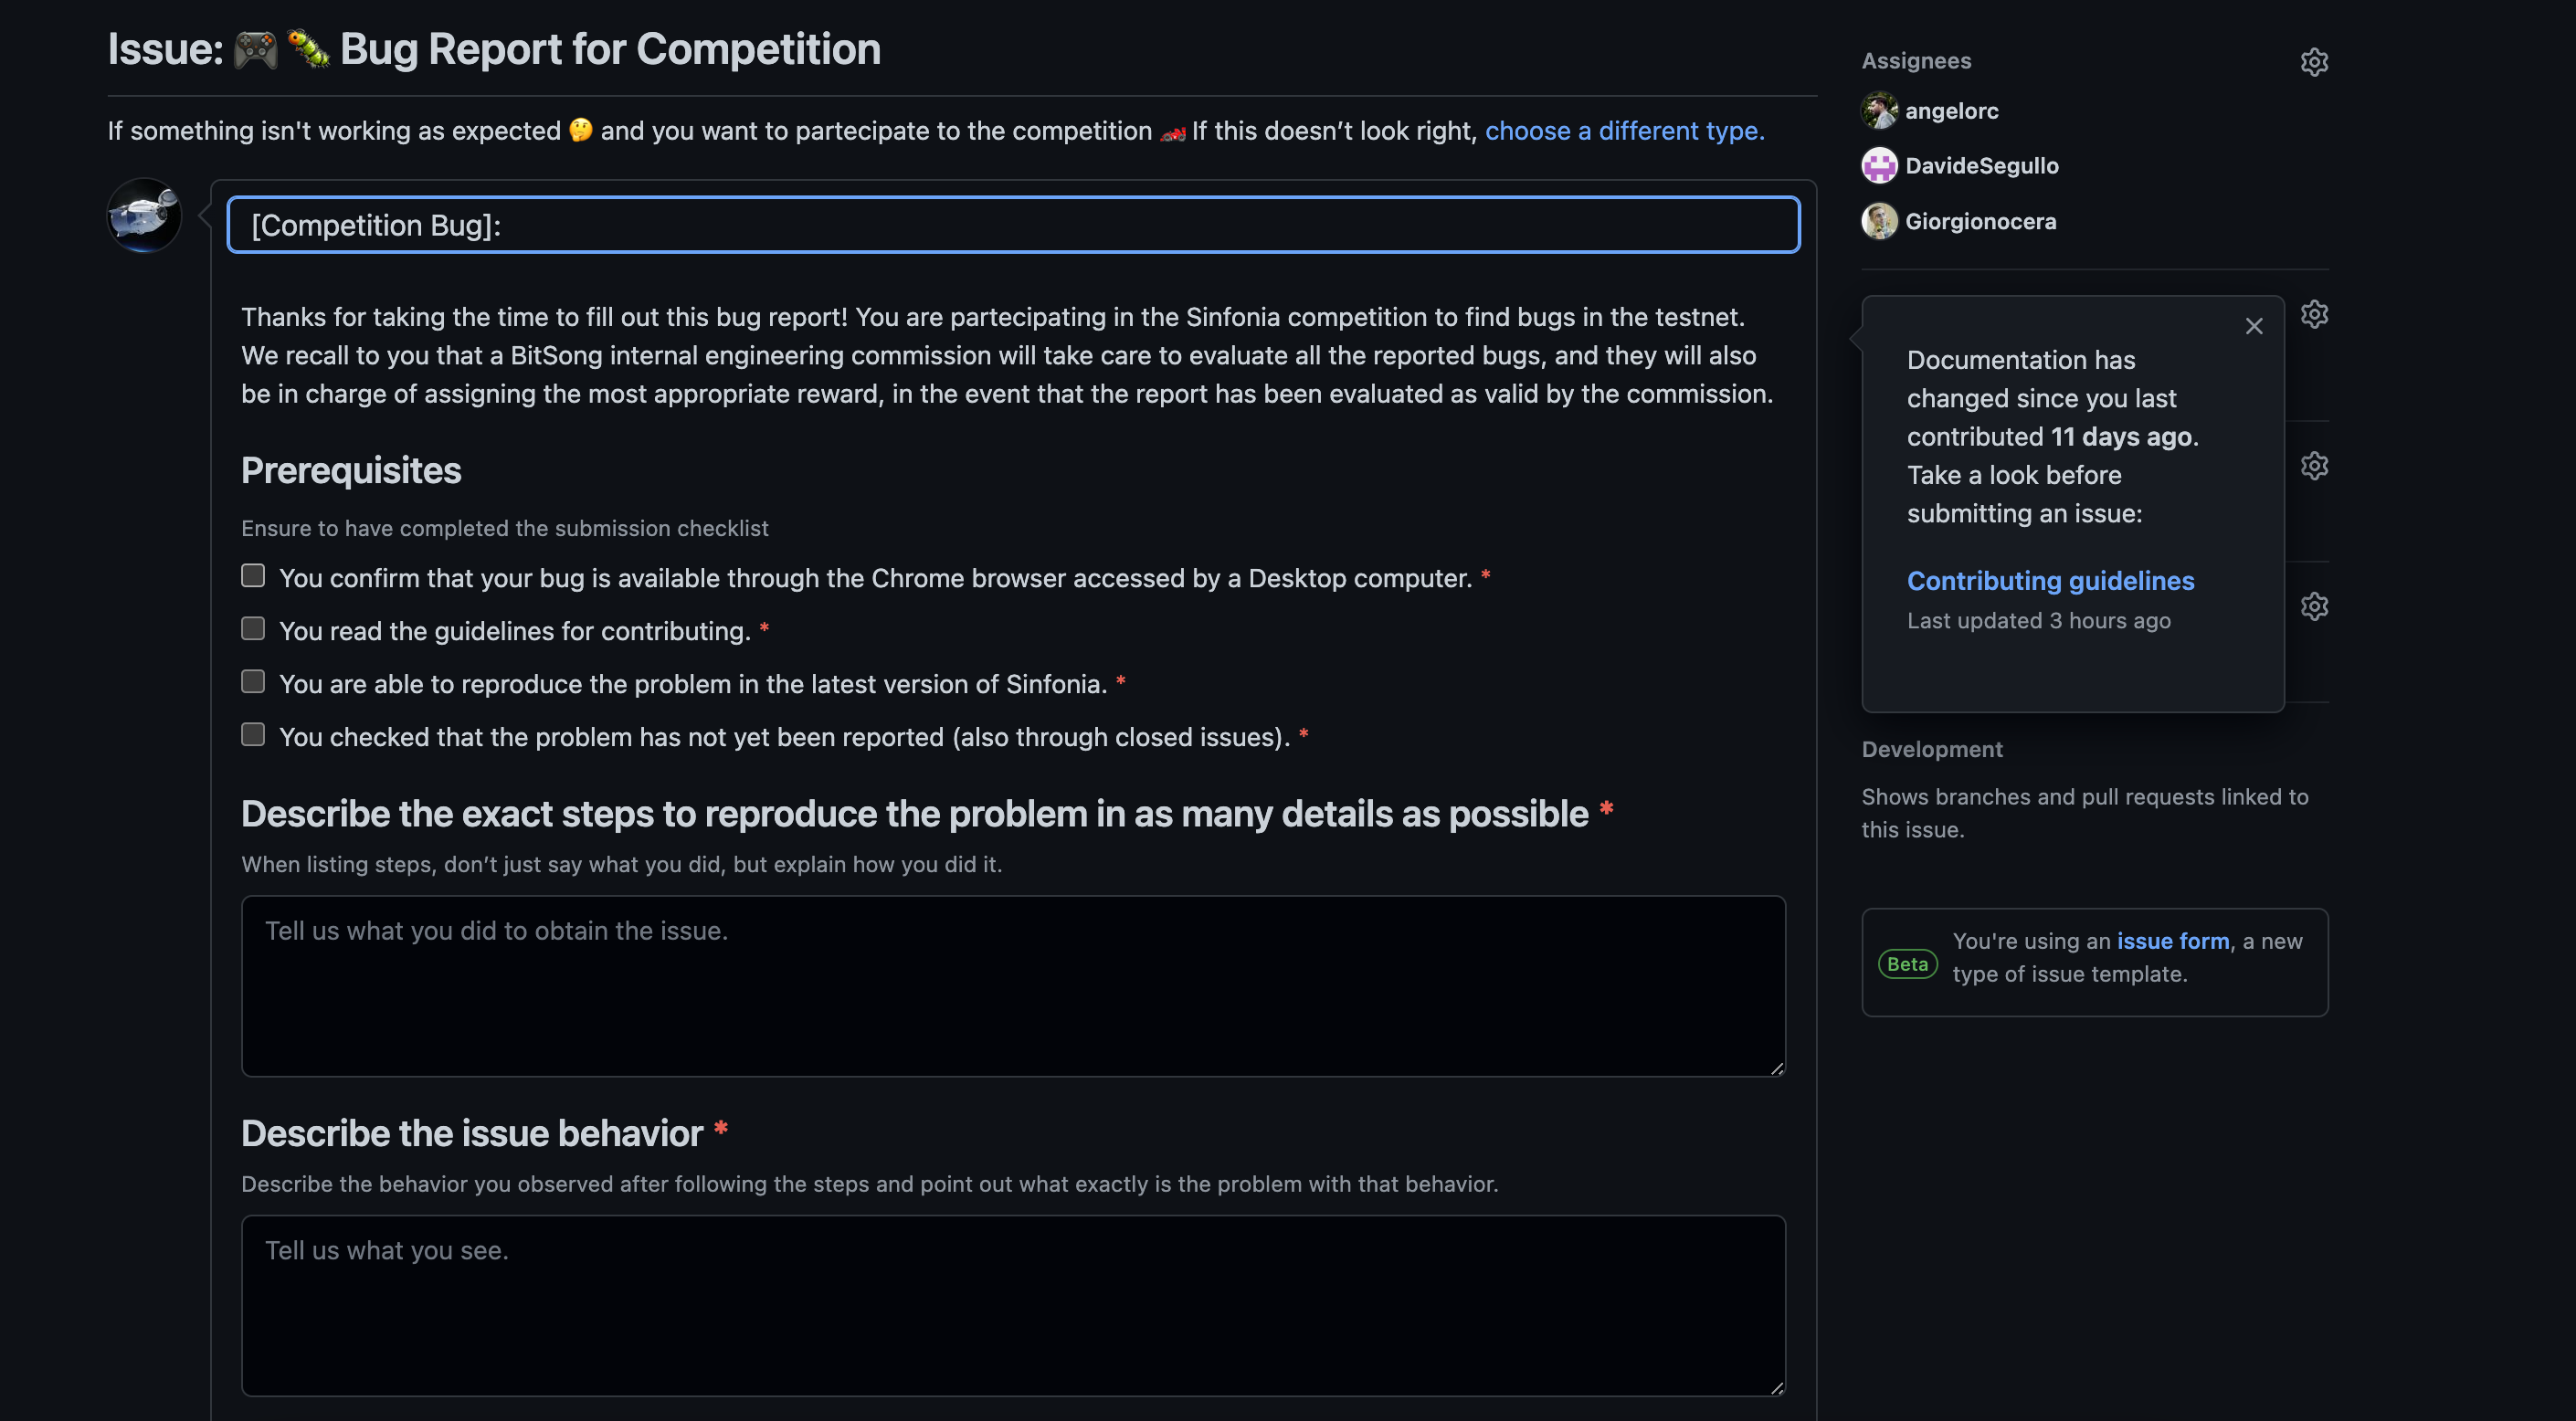 Issue: 🎮🐛 Bug Report for Competition
If something isn't working as expected 🤔 and you want to partecipate to the competition 🏎️ If this doesn’t look right, choose a different type.
[Competition Bug]:
Thanks for taking the time to fill out this bug report! You are partecipating in the Sinfonia competition to find bugs in the testnet.
We recall to you that a BitSong internal engineering commission will take care to evaluate all the reported bugs, and they will also
be in charge of assigning the most appropriate reward, in the event that the report has been evaluated as valid by the commission.
Prerequisites
Ensure to have completed the submission checklist
You confirm that your bug is available through the Chrome browser accessed by a Desktop computer. *
You read the guidelines for contributing. *
You are able to reproduce the problem in the latest version of Sinfonia. *
You checked that the problem has not yet been reported (also through closed issues). *
Describe the exact steps to reproduce the problem in as many details as possible *
When listing steps, don’t just say what you did, but explain how you did it.
Tell us what you did to obtain the issue.
Describe the issue behavior *
Describe the behavior you observed after following the steps and point out what exactly is the problem with that behavior.
Tell us what you see.
Assignees
angelorc
DavideSegullo
Giorgionocera
Documentation has
changed since you last
contributed 11 days ago.
Take a look before
submitting an issue:
Contributing guidelines
Last updated 3 hours ago
Development
Shows branches and pull requests linked to
this issue.
Beta
You're using an issue form, a new
type of issue template.